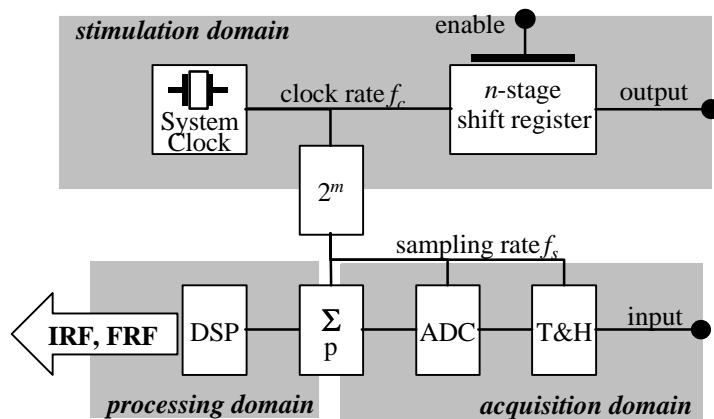 stimulation domain
enable
System
Clock
clock rate f_c
n-stage
shift register
output
2^m
sampling rate f_s
IRF, FRF
DSP
Σ
p
ADC
T&H
input
processing domain
acquisition domain